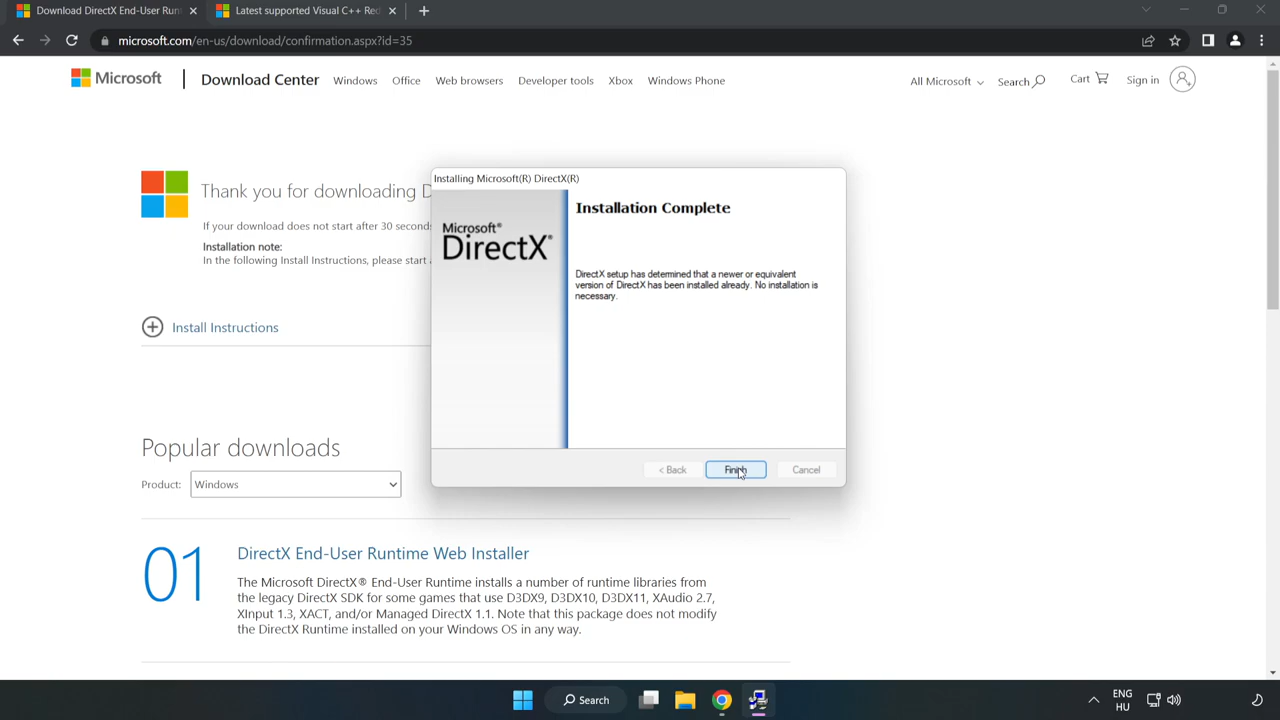 Download DirectX End-User Run
Latest supported Visual C++ Red
microsoft.com/en-us/download/confirmation.aspx?id=35
Microsoft
Download Center
Windows
Office
Web browsers
Developer tools
Xbox
Windows Phone
All Microsoft
Search
Cart
Sign in
Thank you for downloading D
If your download does not start after 30 seconds
Installation note:
In the following Install Instructions, please start a
Install Instructions
Installing Microsoft(R) DirectX(R)
Microsoft®
DirectX®
Installation Complete
DirectX setup has determined that a newer or equivalent
version of DirectX has been installed already. No installation is
necessary.
< Back
Finish
Cancel
Popular downloads
Product:
Windows
01
DirectX End-User Runtime Web Installer
The Microsoft DirectX® End-User Runtime installs a number of runtime libraries from
the legacy DirectX SDK for some games that use D3DX9, D3DX10, D3DX11, XAudio 2.7,
XInput 1.3, XACT, and/or Managed DirectX 1.1. Note that this package does not modify
the DirectX Runtime installed on your Windows OS in any way.
Search
ENG
HU